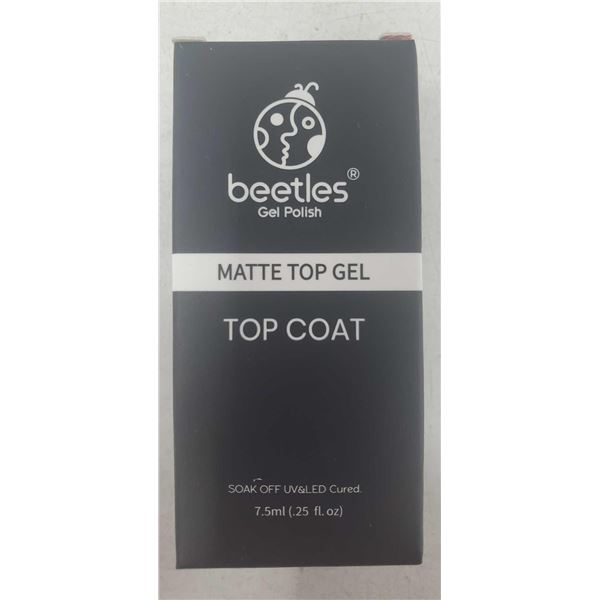 beetles®
Gel Polish
MATTE TOP GEL
TOP COAT
SOAK OFF UV&LED Cured.
7.5ml (.25 fl. oz)